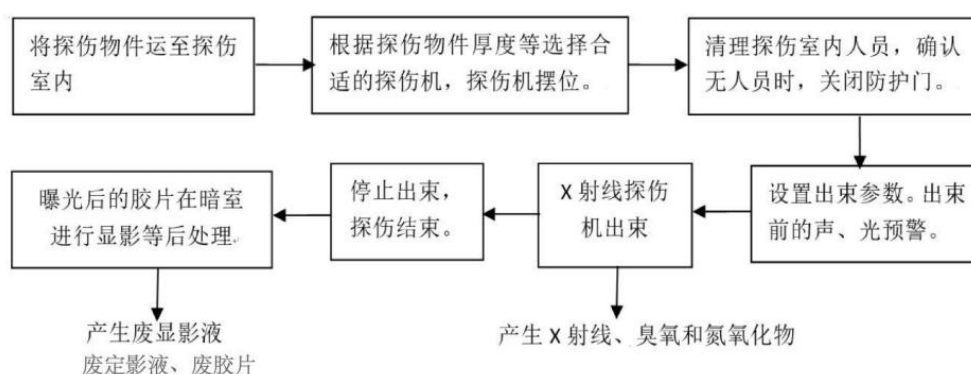 将探伤物件运至探伤
室内
根据探伤物件厚度等选择合
适的探伤机，探伤机摆位。
清理探伤室内人员，确认
无人员时，关闭防护门。
设置出束参数。出束
前的声、光预警。
X 射线探伤
机出束
停止出束，
探伤结束。
曝光后的胶片在暗室
进行显影等后处理.
产生废显影液
废定影液、废胶片
产生 X 射线、臭氧和氮氧化物